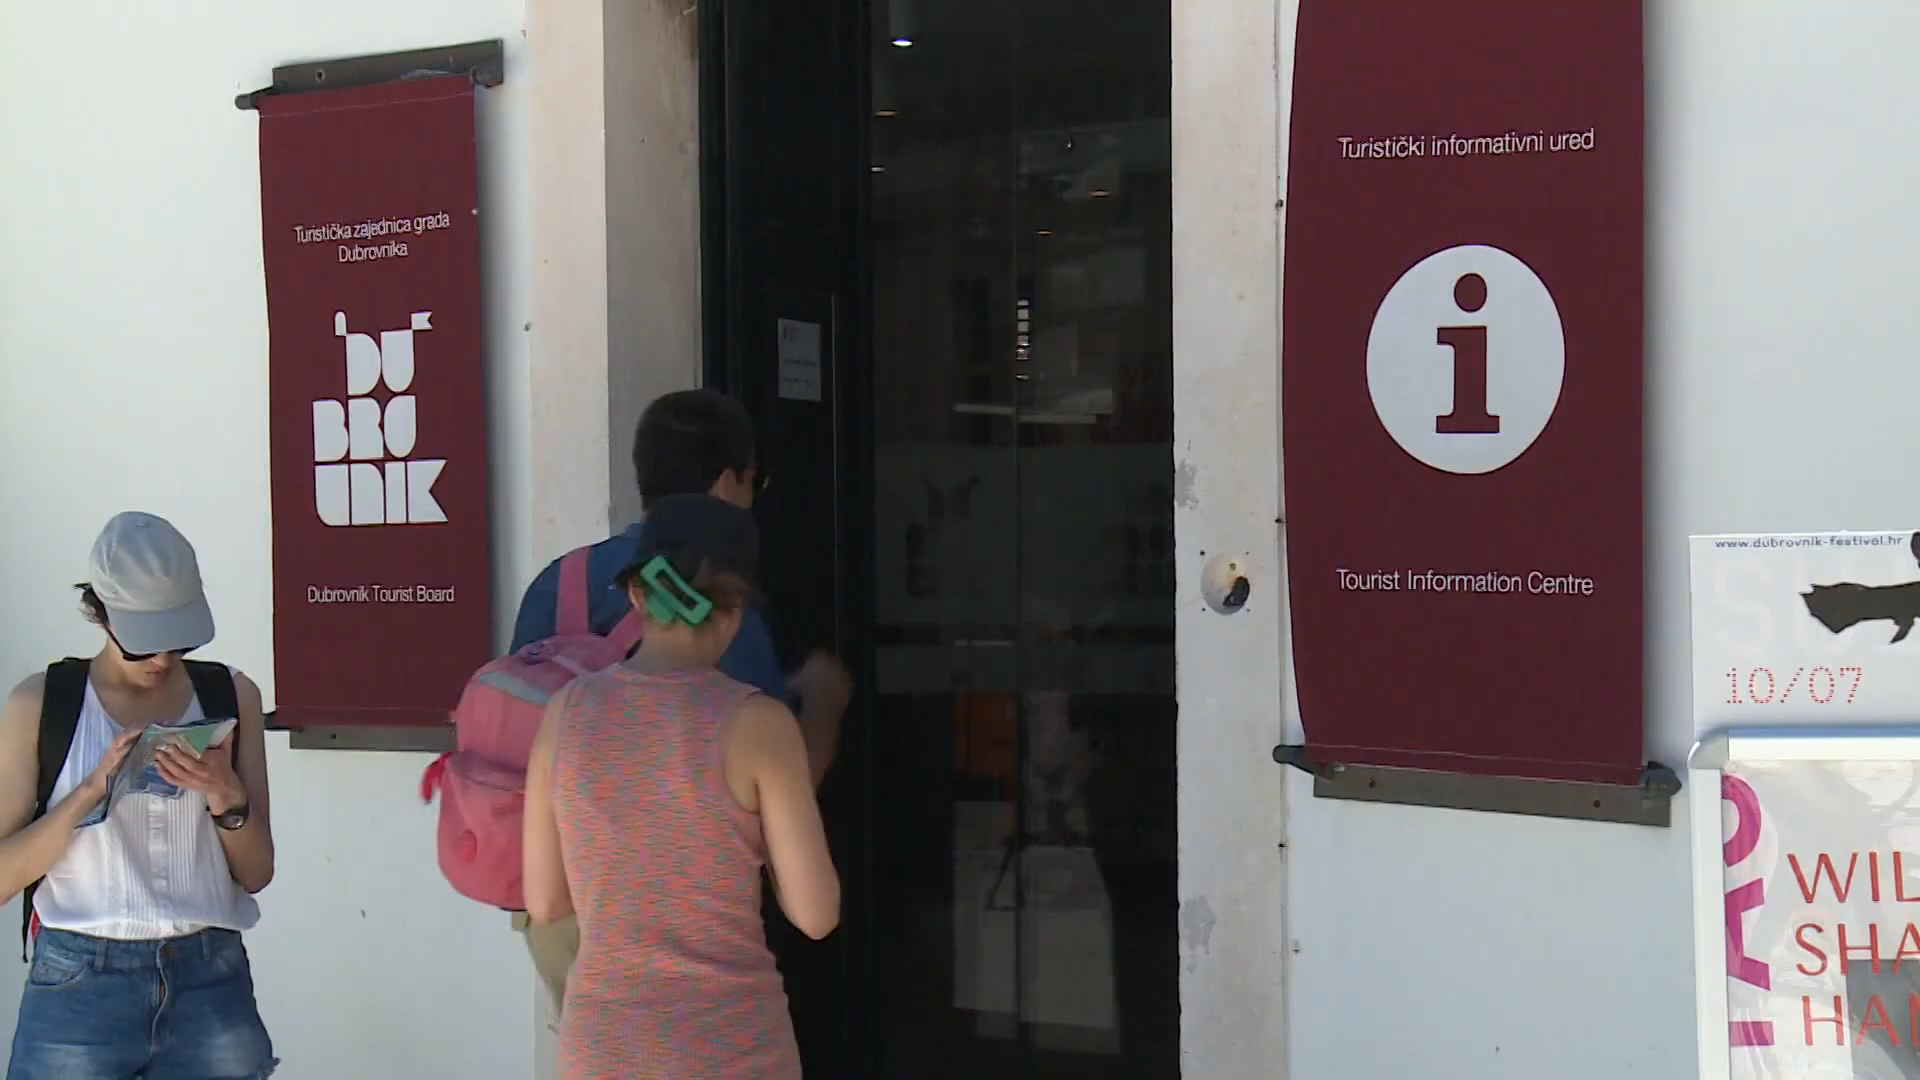 Turistička zajednica grada
Dubrovnika
DU
BRO
VNIK
Dubrovnik Tourist Board
Turistički informativni ured
i
Tourist Information Centre
www.dubrovnik-festival.hr
10/07
WIL
SHA
HAM